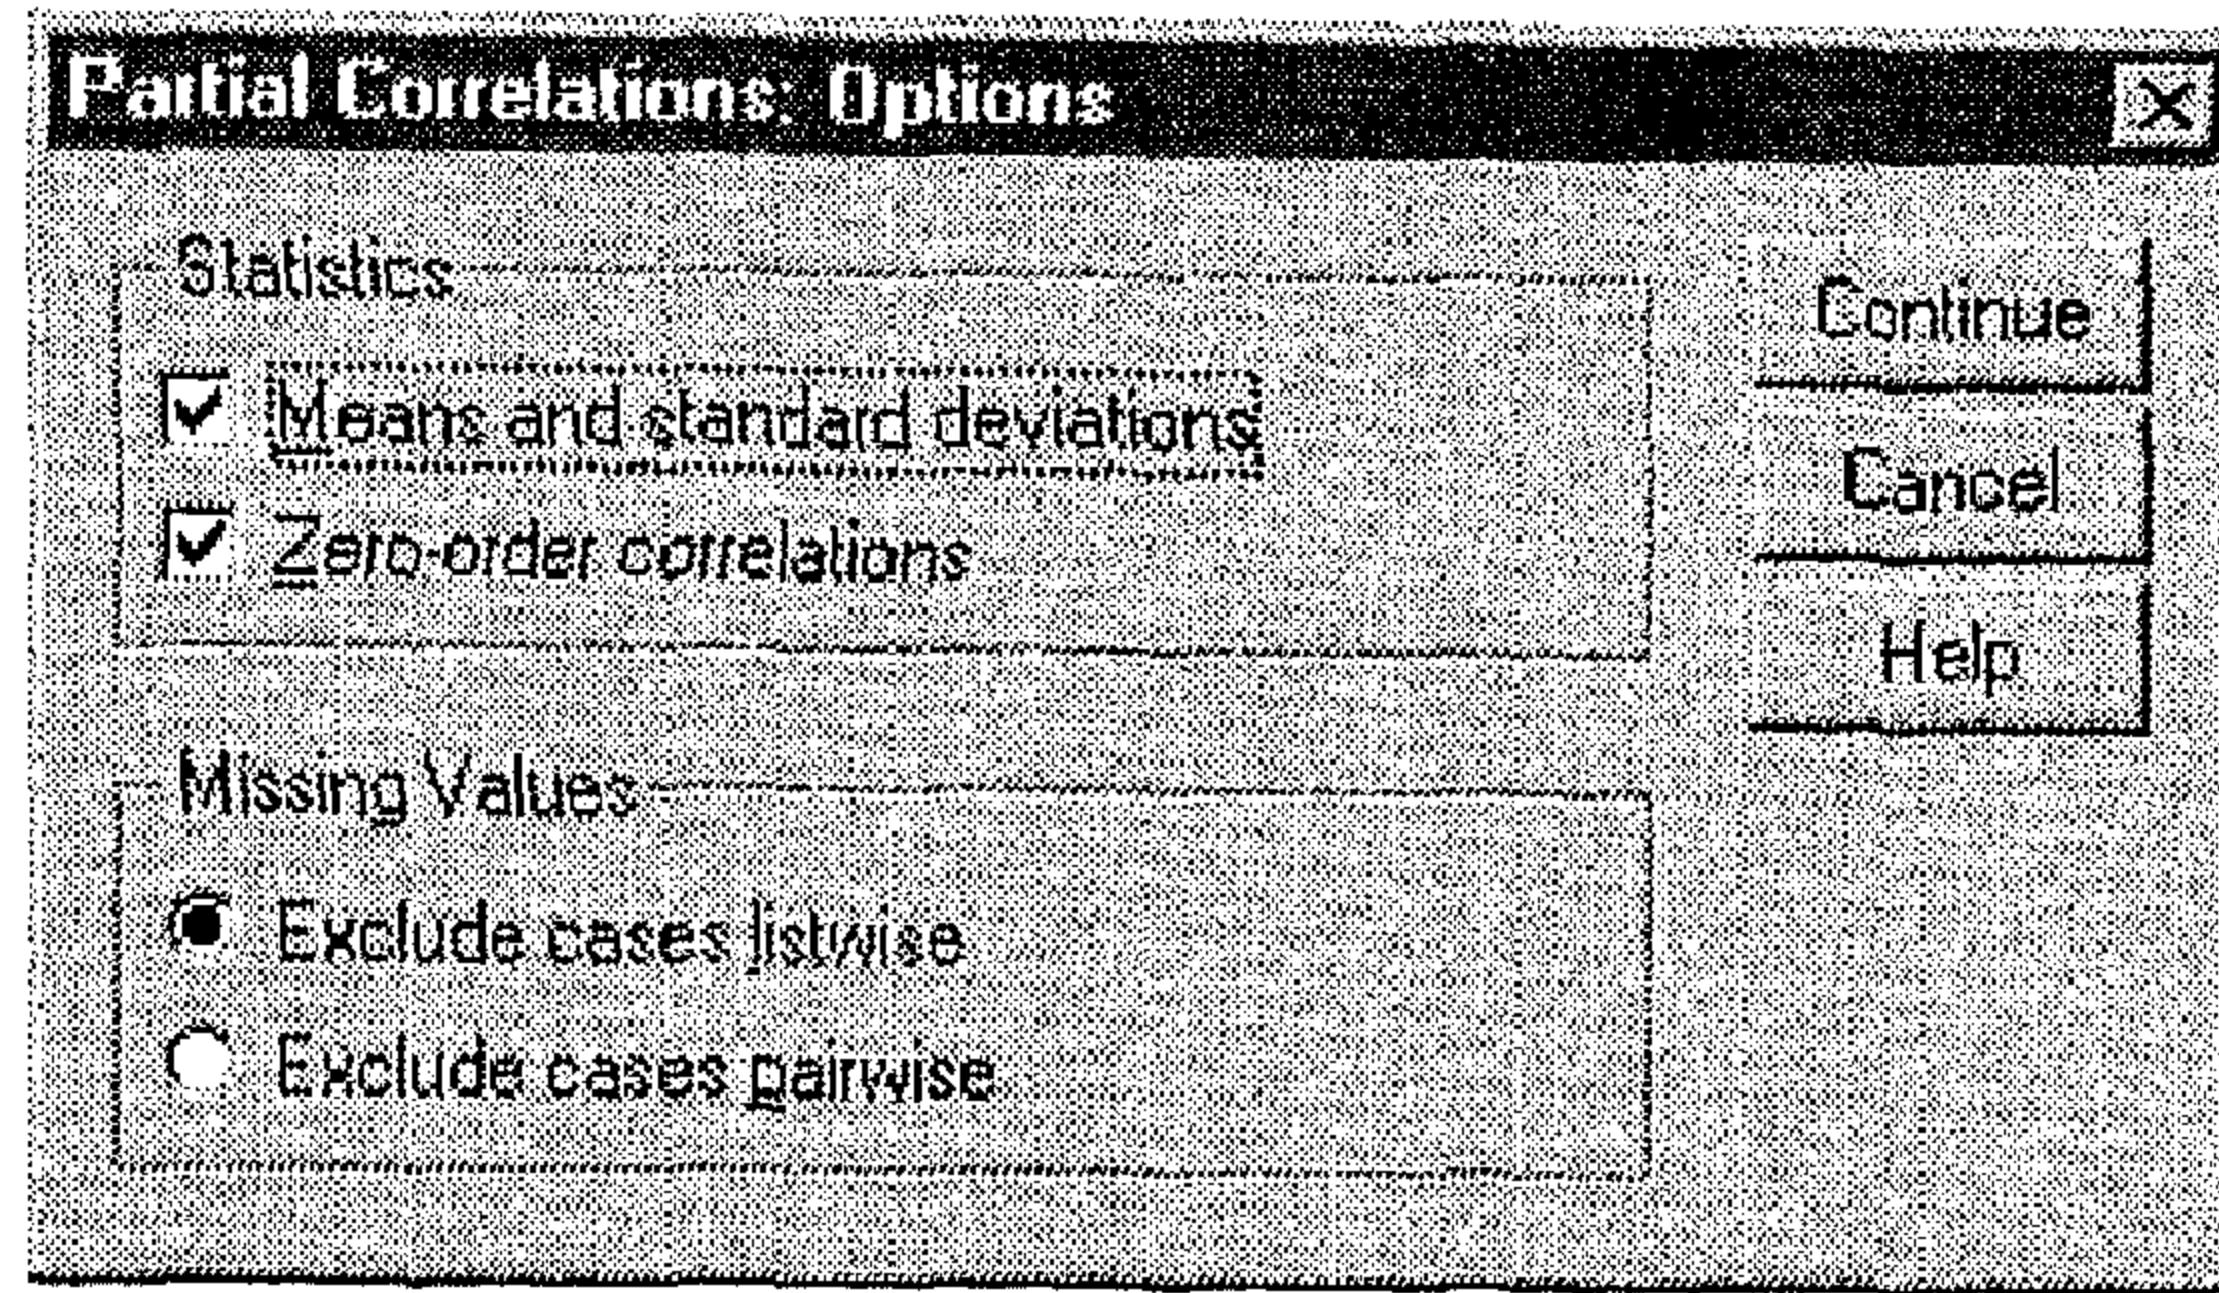 Partial Correlations: Options
Statistics
Means and standard deviations
Zero-order correlations
Missing Values
Exclude cases listwise
Exclude cases pairwise
Continue
Cancel
Help